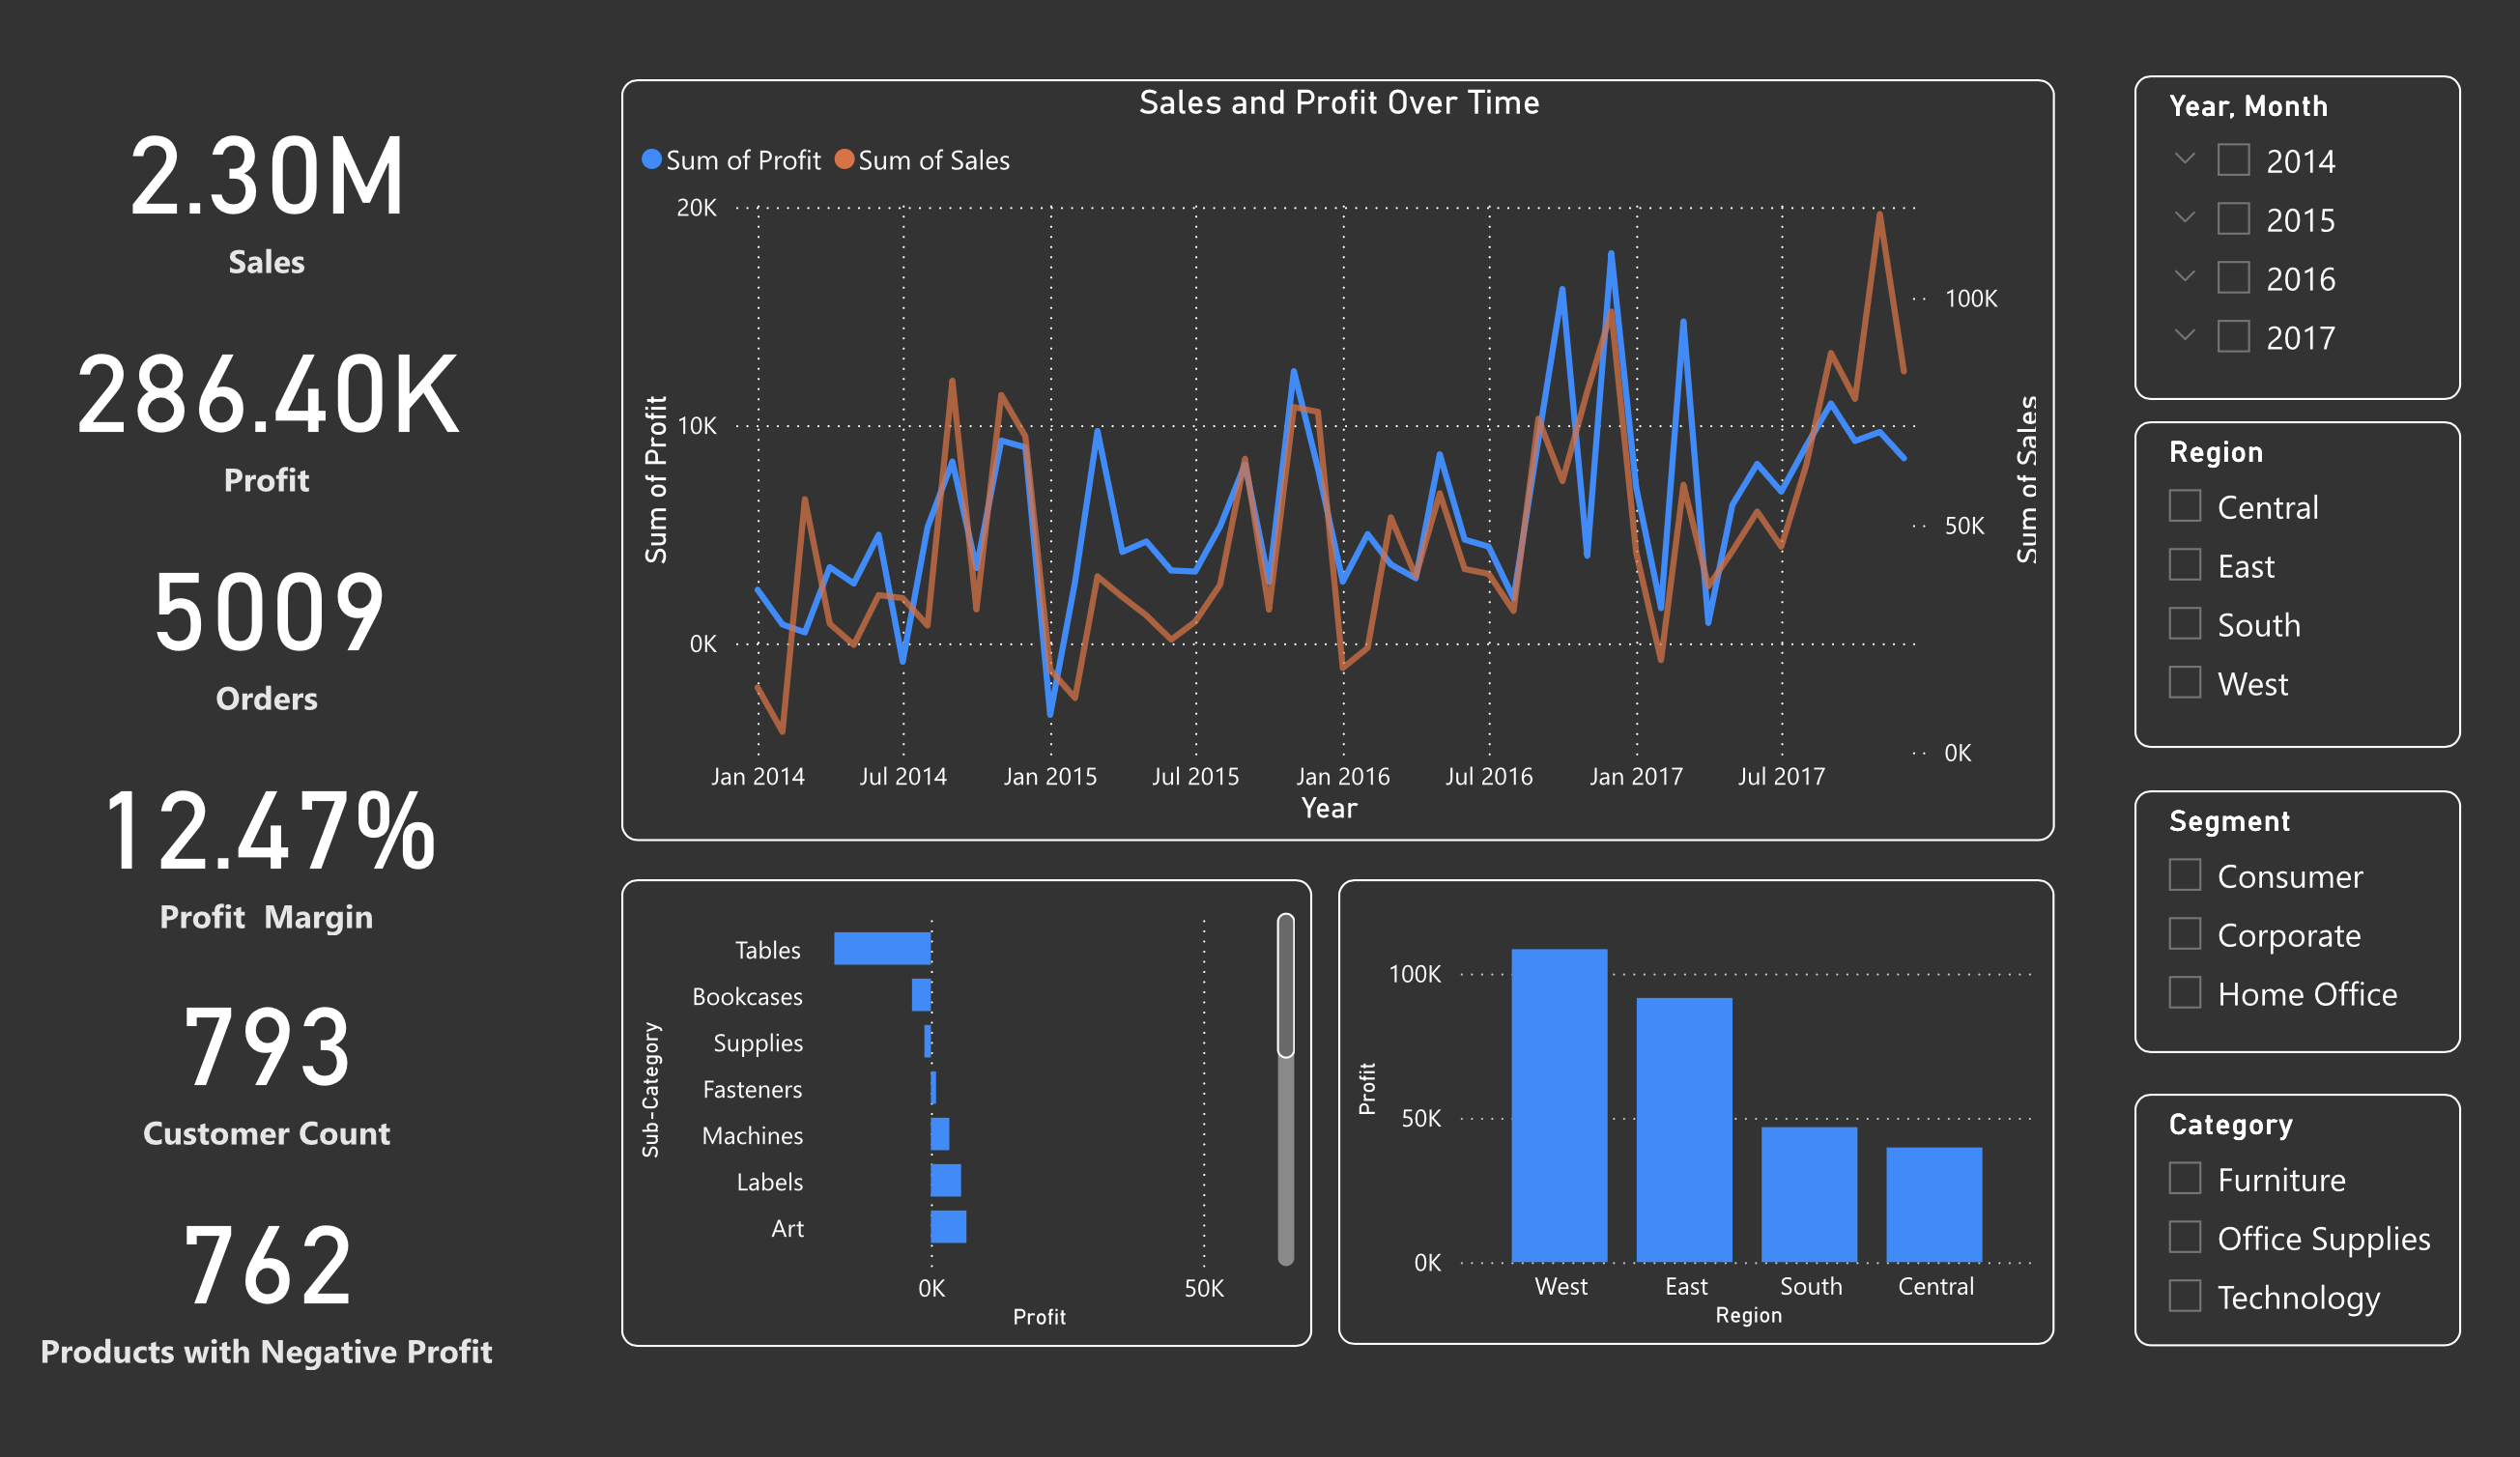 2.30M
Sales
286.40K
Profit
5009
Orders
12.47%
Profit  Margin
793
Customer Count
762
Products with Negative Profit
Sales and Profit Over Time
Sum of Profit
Sum of Sales
20K
10K
0K
Sum of Profit
100K
50K
0K
Sum of Sales
Jan 2014
Jul 2014
Jan 2015
Jul 2015
Jan 2016
Jul 2016
Jan 2017
Jul 2017
Year
Sub-Category
Tables
Bookcases
Supplies
Fasteners
Machines
Labels
Art
0K
50K
Profit
Profit
100K
50K
0K
West
East
South
Central
Region
Year, Month
2014
2015
2016
2017
Region
Central
East
South
West
Segment
Consumer
Corporate
Home Office
Category
Furniture
Office Supplies
Technology